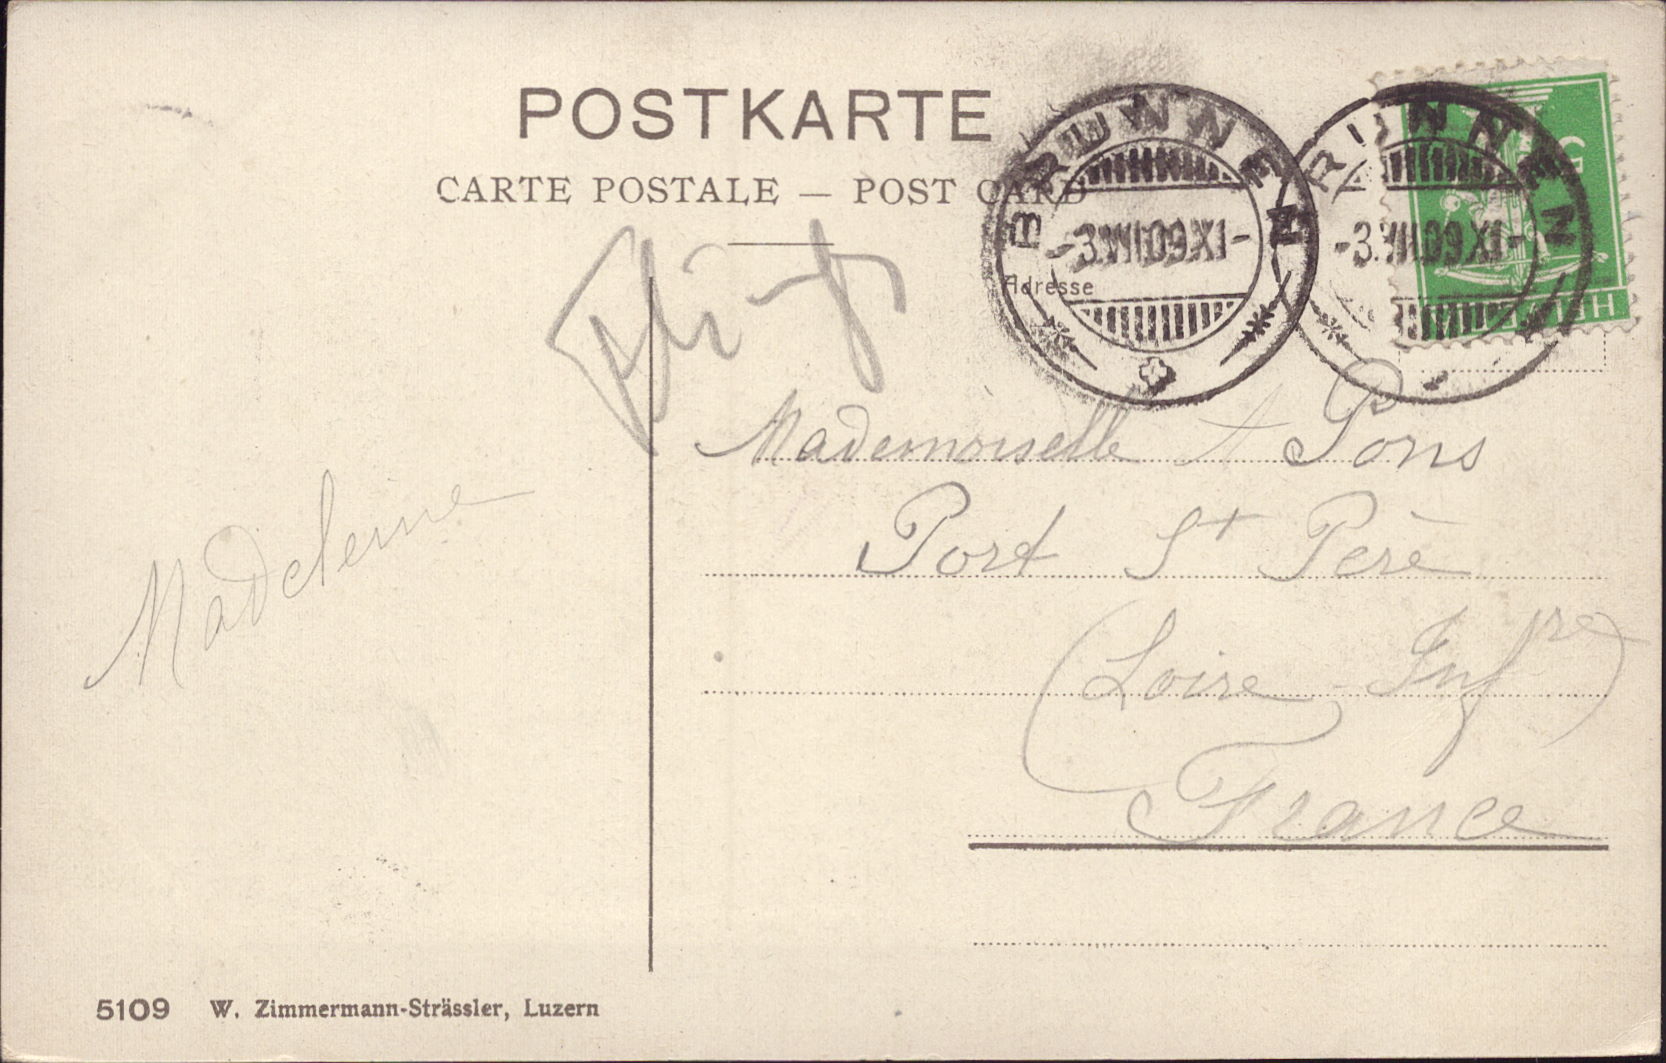 POSTKARTE
CARTE POSTALE — POST CARD
BRUNNEN
-3.VII.09.XI-
BRUNNEN
-3.VII.09.XI-
HELVETIA
Adresse
Mademoiselle A Pons
Port St Père
(Loire Infre)
France
Madeleine
5109 W. Zimmermann-Strässler, Luzern